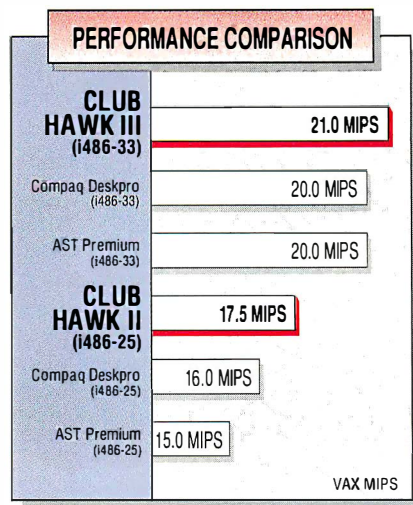 PERFORMANCE COMPARISON
CLUB
HAWK III
(i486-33)
21.0 MIPS
Compaq Deskpro
(i486-33)
20.0 MIPS
AST Premium
(i486-33)
20.0 MIPS
CLUB
HAWK II
(i486-25)
17.5 MIPS
Compaq Deskpro
(i486-25)
16.0 MIPS
AST Premium
(i486-25)
15.0 MIPS
VAX MIPS